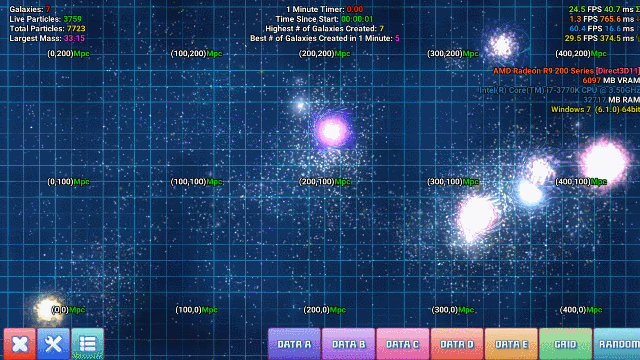 Galaxies: 7
Live Particles: 3759
Total Particles: 7723
Largest Mass: 33.15
1 Minute Timer: 0.00
Time Since Start: 00:00:01
Highest # of Galaxies Created: 7
Best # of Galaxies Created in 1 Minute: 5
24.5 FPS 40.7 ms
1.3 FPS 765.6 ms
60.4 FPS 16.6 ms
29.5 FPS 374.5 ms
(0,200)Mpc (100,200)Mpc (200,200)Mpc (300,200)Mpc (400,200)Mpc
AMD Radeon R9 200 Series [Direct3D11]
6097 MB VRAM
Intel(R) Core(TM) i7-3770K CPU @ 3.50GHz
32717 MB RAM
Windows 7 (6.1.0) 64bit
(0,100)Mpc (100,100)Mpc (200,100)Mpc (300,100)Mpc (400,100)Mpc
(0,0)Mpc (100,0)Mpc (200,0)Mpc (300,0)Mpc (400,0)Mpc
DATA A DATA B DATA C DATA D DATA E GRID RANDOM